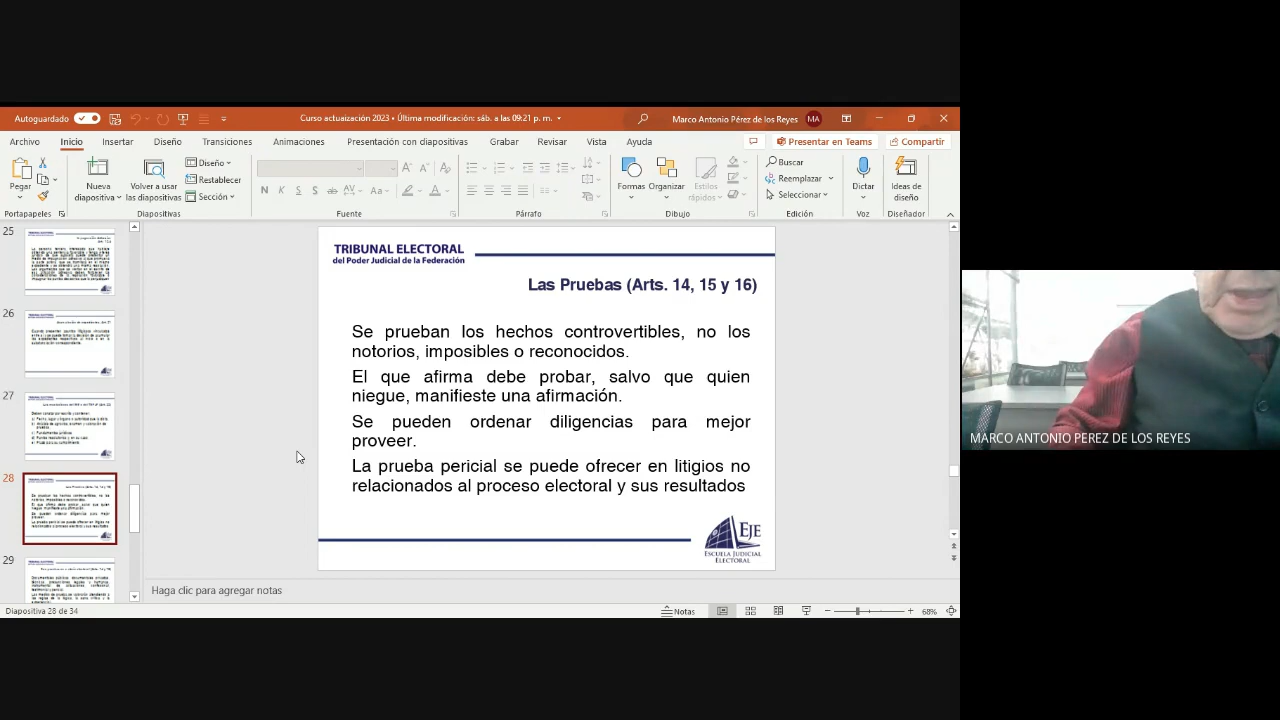 Autoguardado
Curso actuaización 2023 • Última modificación: sáb. a las 09:21 p. m.
Marco Antonio Pérez de los Reyes
MA
Archivo Inicio Insertar Diseño Transiciones Animaciones Presentación con diapositivas Grabar Revisar Vista Ayuda
Presentar en Teams
Compartir
Pegar
Portapapeles
Nueva
diapositiva
Volver a usar
las diapositivas
Diseño
Restablecer
Sección
Diapositivas
N K S S ab AV Aa A
Fuente
Párrafo
Formas
Organizar
Estilos
rápidos
Dibujo
Buscar
Reemplazar
Seleccionar
Edición
Dictar
Voz
Ideas de
diseño
Diseñador
25
26
27
28
29
TRIBUNAL ELECTORAL
del Poder Judicial de la Federación
Las Pruebas (Arts. 14, 15 y 16)
Se prueban los hechos controvertibles, no los
notorios, imposibles o reconocidos.
El que afirma debe probar, salvo que quien
niegue, manifieste una afirmación.
Se pueden ordenar diligencias para mejor
proveer.
La prueba pericial se puede ofrecer en litigios no
relacionados al proceso electoral y sus resultados
EJE
ESCUELA JUDICIAL
ELECTORAL
Haga clic para agregar notas
Diapositiva 28 de 34
Notas
68%
MARCO ANTONIO PEREZ DE LOS REYES